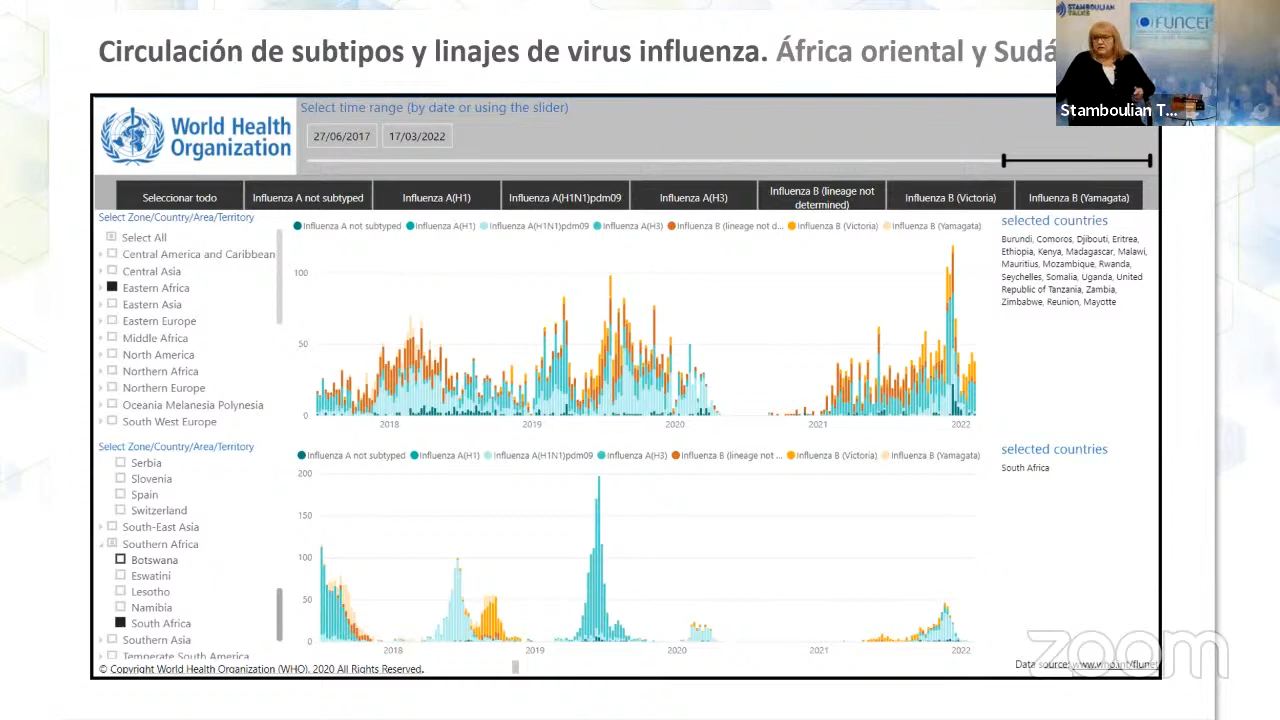 Circulación de subtipos y linajes de virus influenza. África oriental y Sudá
STAMBOULIAN
TALKS
FUNCEI
Stamboulian T...
World Health
Organization
Select time range (by date or using the slider)
27/06/2017 17/03/2022
Seleccionar todo
Influenza A not subtyped
Influenza A(H1)
Influenza A(H1N1)pdm09
Influenza A(H3)
Influenza B (lineage not
determined)
Influenza B (Victoria)
Influenza B (Yamagata)
Select Zone/Country/Area/Territory
Select All
Central America and Caribbean
Central Asia
Eastern Africa
Eastern Asia
Eastern Europe
Middle Africa
North America
Northern Africa
Northern Europe
Oceania Melanesia Polynesia
South West Europe
Influenza A not subtyped Influenza A(H1) Influenza A(H1N1)pdm09 Influenza A(H3) Influenza B (lineage not d... Influenza B (Victoria) Influenza B (Yamagata)
100
50
0
2018 2019 2020 2021 2022
selected countries
Burundi, Comoros, Djibouti, Eritrea,
Ethiopia, Kenya, Madagascar, Malawi,
Mauritius, Mozambique, Rwanda,
Seychelles, Somalia, Uganda, United
Republic of Tanzania, Zambia,
Zimbabwe, Reunion, Mayotte
Select Zone/Country/Area/Territory
Serbia
Slovenia
Spain
Switzerland
South-East Asia
Southern Africa
Botswana
Eswatini
Lesotho
Namibia
South Africa
Southern Asia
Temperate South America
Influenza A not subtyped Influenza A(H1) Influenza A(H1N1)pdm09 Influenza A(H3) Influenza B (lineage not ... Influenza B (Victoria) Influenza B (Yamagata)
200
150
100
50
0
2018 2019 2020 2021 2022
selected countries
South Africa
© Copyright World Health Organization (WHO). 2020 All Rights Reserved.
Data source: www.who.int/flunet
zoom